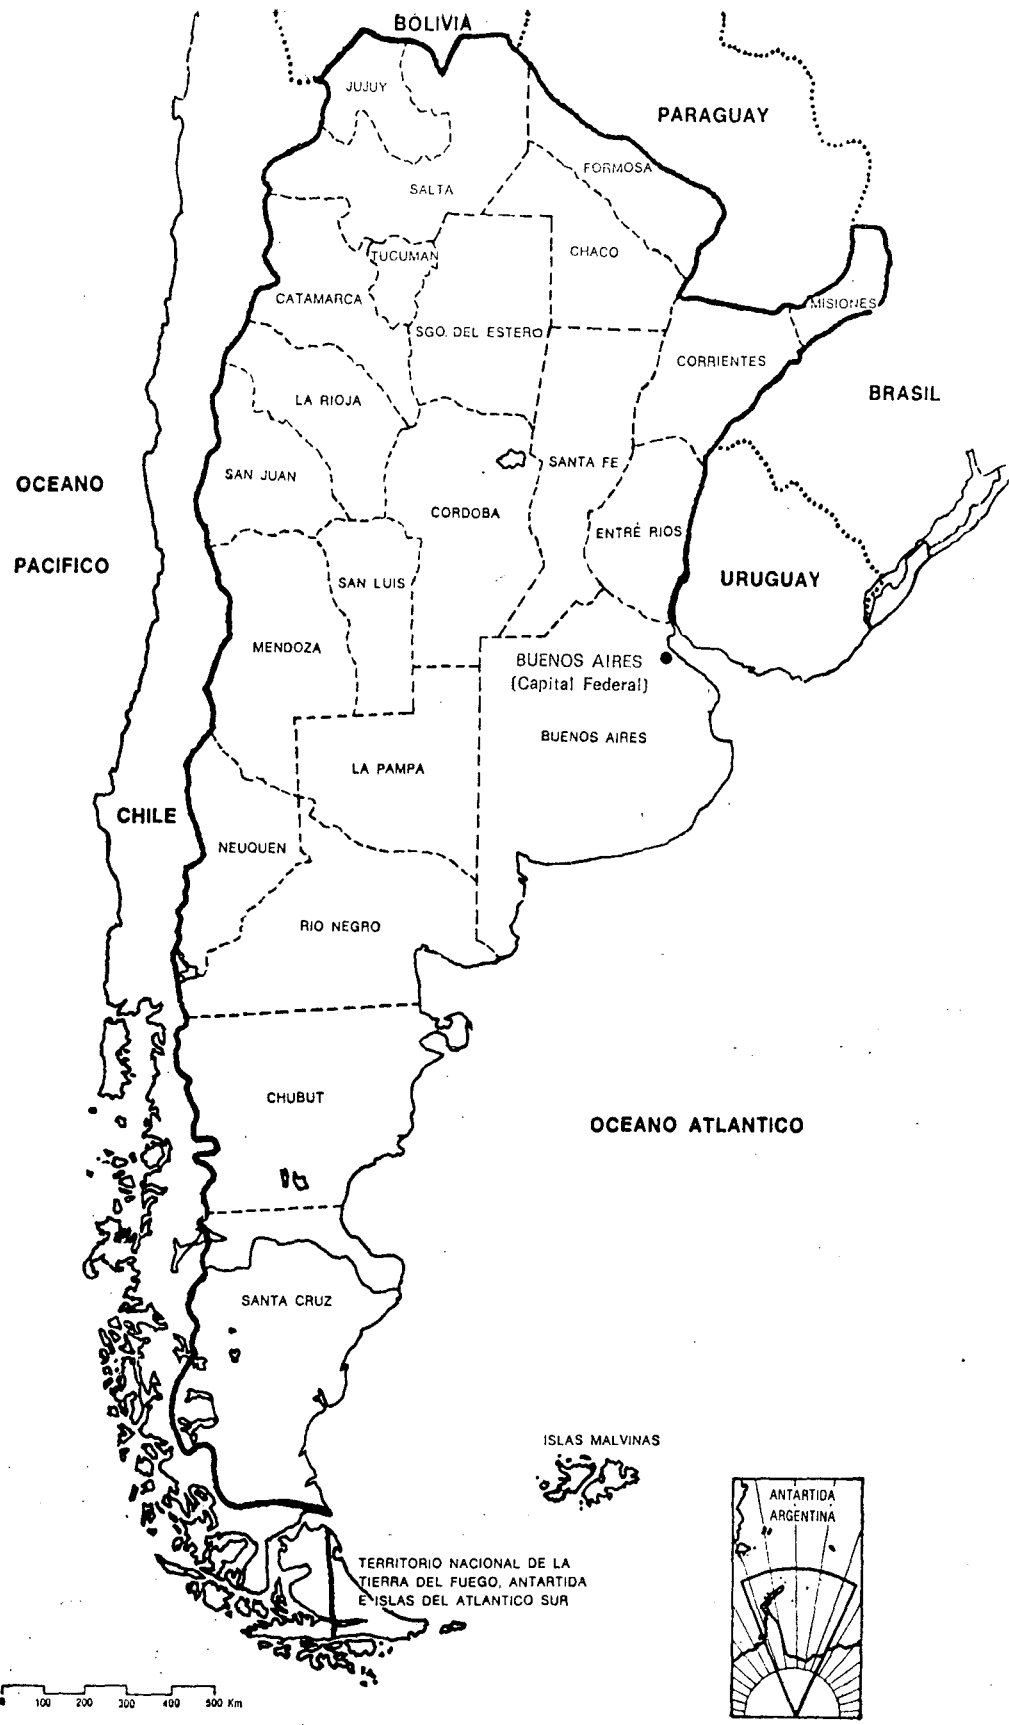 BOLIVIA
JUJUY
PARAGUAY
FORMOSA
SALTA
CHACO
TUCUMAN
CATAMARCA
MISIONES
SGO. DEL ESTERO
CORRIENTES
BRASIL
LA RIOJA
SANTA FE
SAN JUAN
OCEANO
PACIFICO
CORDOBA
ENTRÉ RIOS
URUGUAY
SAN LUIS
MENDOZA
BUENOS AIRES
(Capital Federal)
BUENOS AIRES
LA PAMPA
CHILE
NEUQUEN
RIO NEGRO
CHUBUT
OCEANO ATLANTICO
SANTA CRUZ
ISLAS MALVINAS
ANTARTIDA
ARGENTINA
TERRITORIO NACIONAL DE LA
TIERRA DEL FUEGO, ANTARTIDA
E ISLAS DEL ATLANTICO SUR
0 100 200 300 400 500 Km